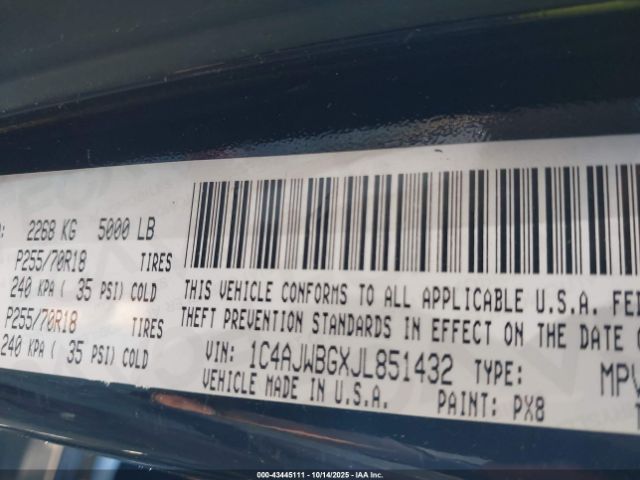 : 2268 KG 5000 LB
P255/70R18 TIRES
240 KPA ( 35 PSI) COLD
P255/70R18 TIRES
240 KPA ( 35 PSI) COLD
THIS VEHICLE CONFORMS TO ALL APPLICABLE U.S.A. FED
THEFT PREVENTION STANDARDS IN EFFECT ON THE DATE O
VIN: 1C4AJWBGXJL851432 TYPE: MPV
VEHICLE MADE IN U.S.A. PAINT: PX8
000-43445111 - 10/14/2025 - IAA Inc.